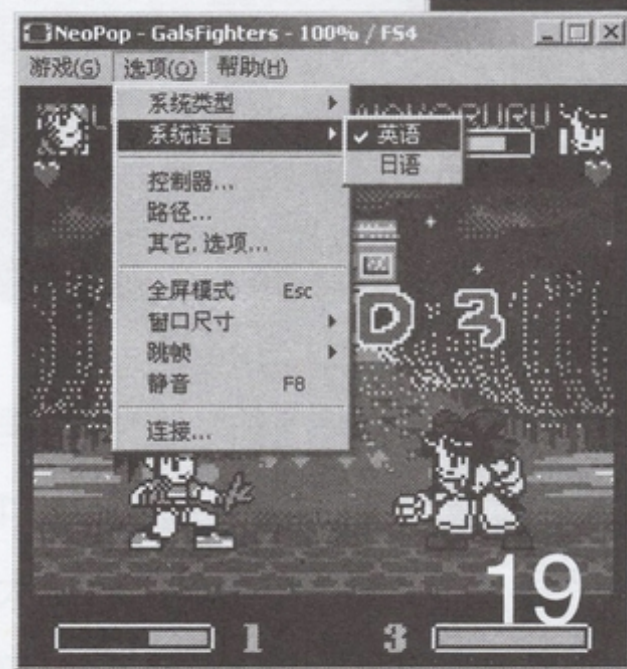 NeoPop - GalsFighters - 100% / FS4
游戏(G) 选项(O) 帮助(H)
系统类型
系统语言
英语
日语
控制器...
路径...
其它.选项...
全屏模式 Esc
窗口尺寸
跳帧
静音 F8
连接...
D 3
19
1 3